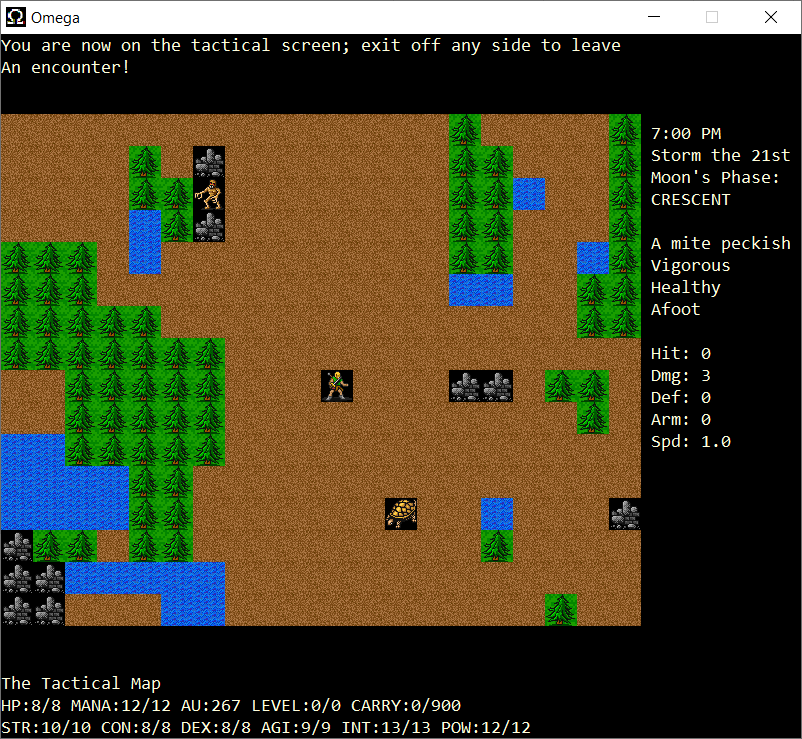 Omega
You are now on the tactical screen; exit off any side to leave
An encounter!
7:00 PM
Storm the 21st
Moon's Phase:
CRESCENT
A mite peckish
Vigorous
Healthy
Afoot
Hit: 0
Dmg: 3
Def: 0
Arm: 0
Spd: 1.0
The Tactical Map
HP:8/8 MANA:12/12 AU:267 LEVEL:0/0 CARRY:0/900
STR:10/10 CON:8/8 DEX:8/8 AGI:9/9 INT:13/13 POW:12/12